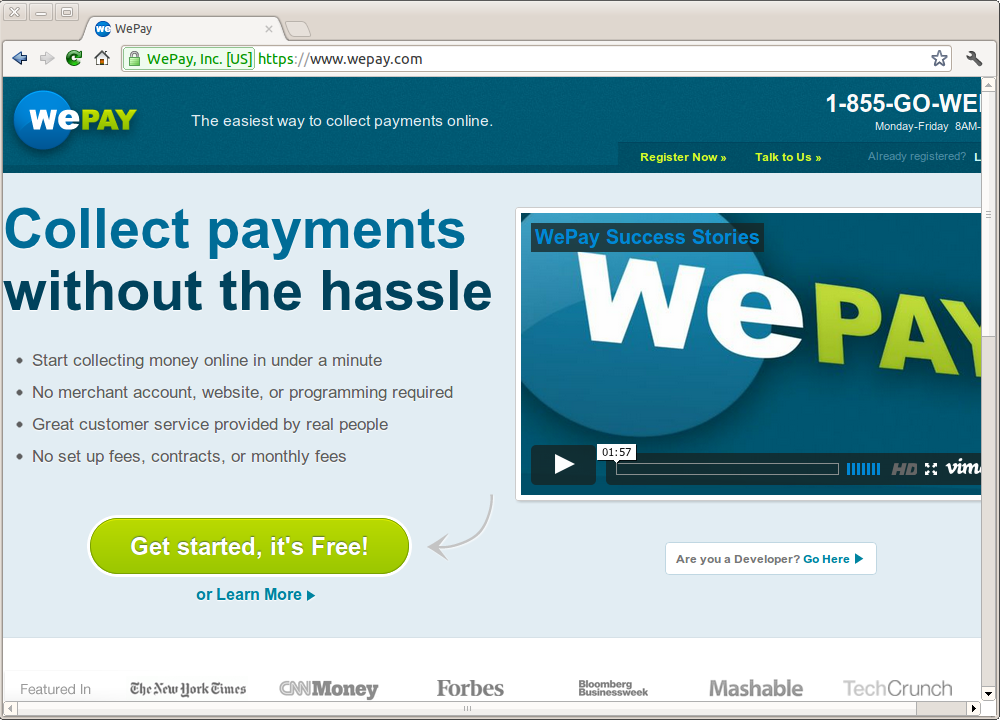 WePay
WePay, Inc. [US] https://www.wepay.com
WePAY
The easiest way to collect payments online.
1-855-GO-WE
Monday-Friday 8AM-
Register Now »
Talk to Us »
Already registered? L
Collect payments
without the hassle
• Start collecting money online in under a minute
• No merchant account, website, or programming required
• Great customer service provided by real people
• No set up fees, contracts, or monthly fees
Get started, it's Free!
or Learn More
WePay Success Stories
WePAY
01:57
HD vim
Are you a Developer? Go Here
Featured In
The New York Times
CNNMoney
Forbes
Bloomberg
Businessweek
Mashable
TechCrunch